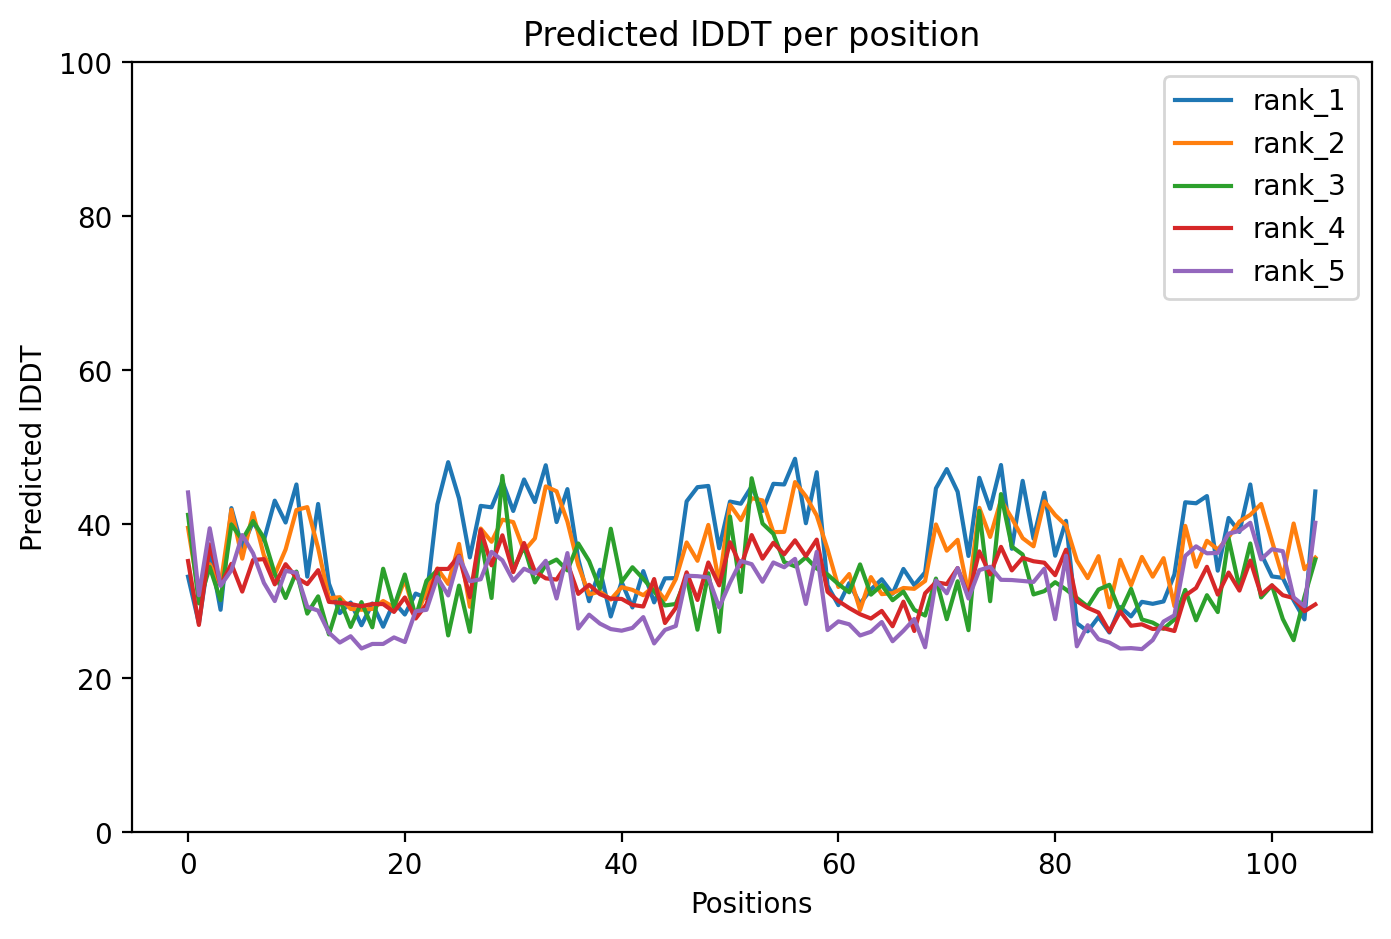 Predicted lDDT per position
100
80
60
40
20
0
Predicted lDDT
0 20 40 60 80 100
Positions
rank_1
rank_2
rank_3
rank_4
rank_5